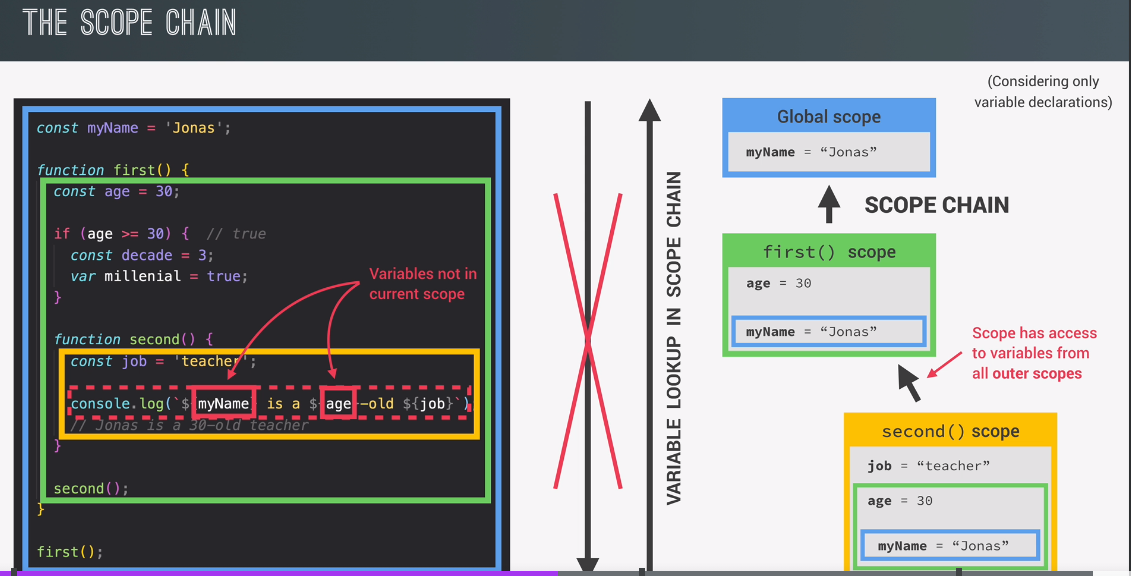 THE SCOPE CHAIN
(Considering only
variable declarations)
const myName = 'Jonas';
function first() {
const age = 30;
if (age >= 30) { // true
const decade = 3;
var millenial = true;
}
function second() {
const job = 'teacher';
console.log(`${myName} is a ${age}-old ${job}`)
// Jonas is a 30-old teacher
}
second();
}
first();
Variables not in
current scope
VARIABLE LOOKUP IN SCOPE CHAIN
Global scope
myName = “Jonas”
SCOPE CHAIN
first() scope
age = 30
myName = “Jonas”
Scope has access
to variables from
all outer scopes
second() scope
job = “teacher”
age = 30
myName = “Jonas”